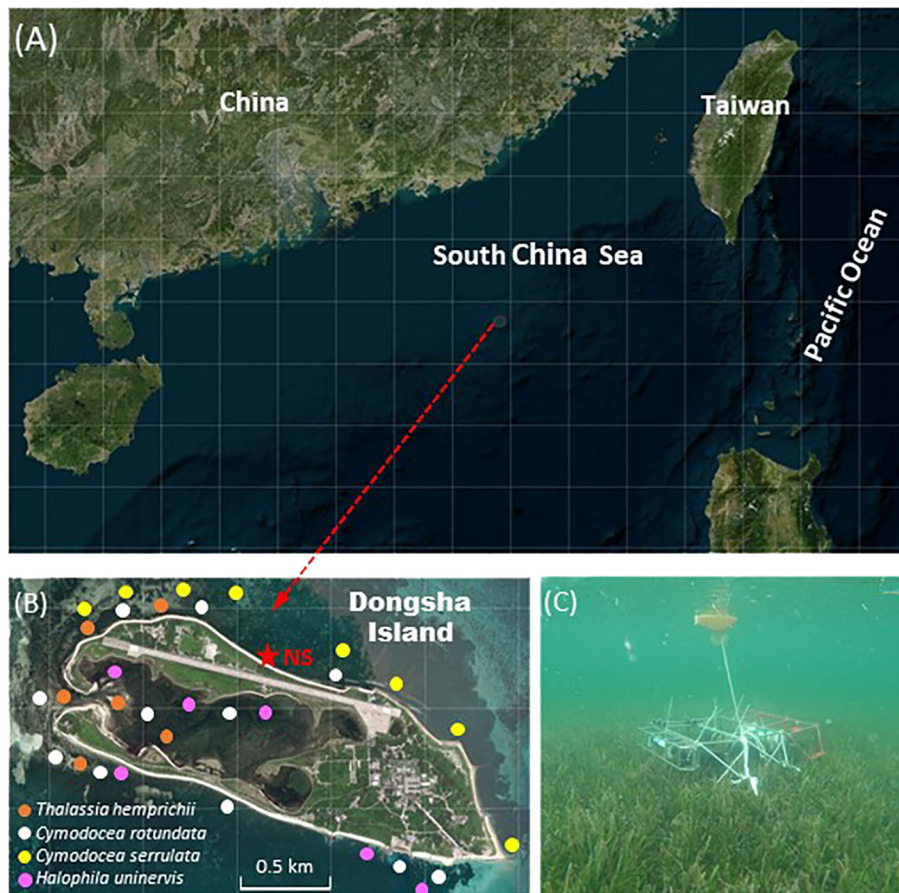 (A)
China
Taiwan
South China Sea
Pacific Ocean
(B)
Dongsha
Island
NS
Thalassia hemprichii
Cymodocea rotundata
Cymodocea serrulata
Halophila uninervis
0.5 km
(C)